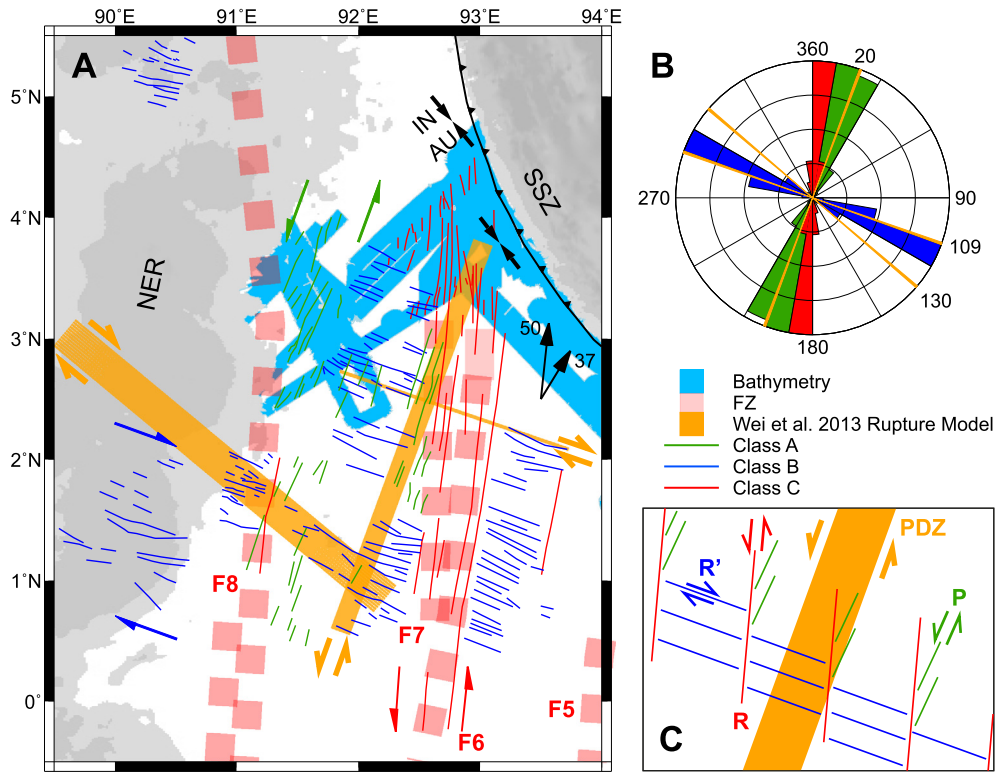 90˚E 91˚E 92˚E 93˚E 94˚E
A
5˚N
4˚N
3˚N
2˚N
1˚N
0˚
IN
AU
SSZ
NER
50
37
F8
F7
F6
F5
B
360
20
270
90
109
130
180
Bathymetry
FZ
Wei et al. 2013 Rupture Model
Class A
Class B
Class C
PDZ
R’
P
R
C